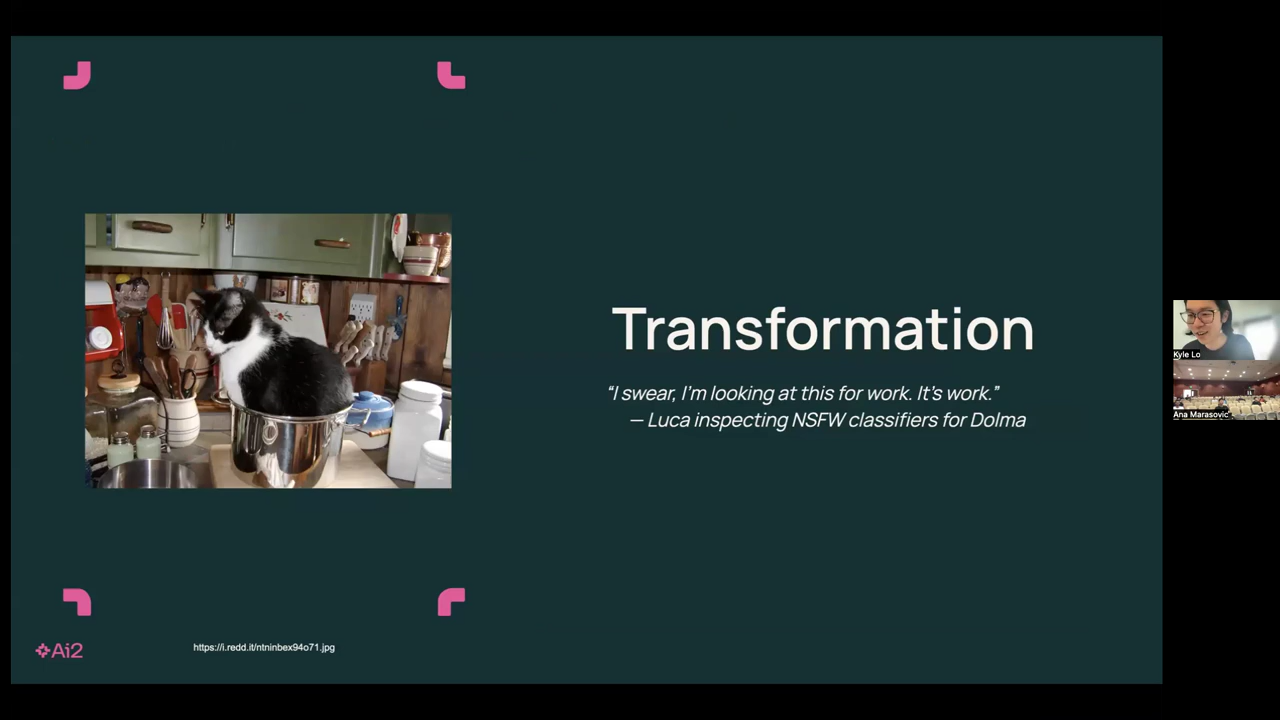 Transformation
“I swear, I’m looking at this for work. It’s work.”
— Luca inspecting NSFW classifiers for Dolma
Ai2
https://i.redd.it/ntninbex94o71.jpg
Kyle Lo
Ana Marasović